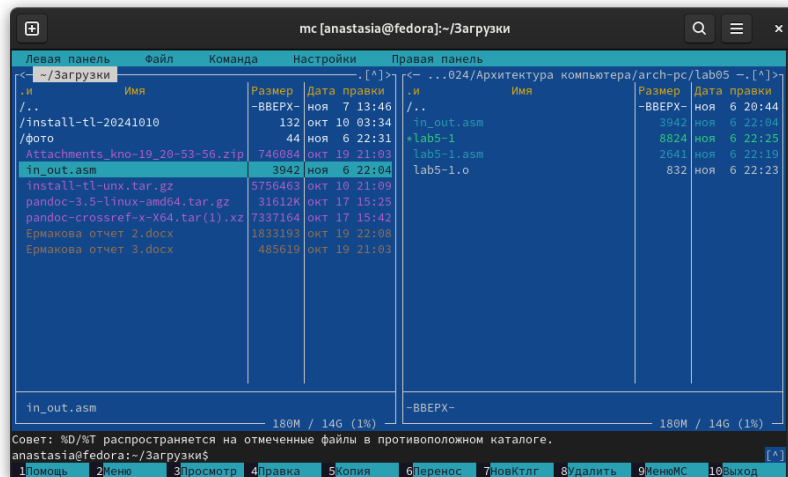 mc [anastasia@fedora]:~/Загрузки
Левая панель Файл Команда Настройки Правая панель
~/Загрузки .[^]> <— ...024/Архитектура компьютера/arch-pc/lab05 —.[^]>
.и Имя Размер Дата правки .и Имя Размер Дата правки
/.. -ВВЕРХ- ноя 7 13:46 /.. -ВВЕРХ- ноя 6 20:44
/install-tl-20241010 132 окт 10 03:34 in_out.asm 3942 ноя 6 22:04
/фото 44 ноя 6 22:31 *lab5-1 8824 ноя 6 22:25
Attachments_kno~19_20-53-56.zip 746084 окт 19 21:03 lab5-1.asm 2641 ноя 6 22:19
in_out.asm 3942 ноя 6 22:04 lab5-1.o 832 ноя 6 22:23
install-tl-unx.tar.gz 5756463 окт 10 21:09
pandoc-3.5-linux-amd64.tar.gz 31612K окт 17 15:25
pandoc-crossref-x-X64.tar(1).xz 7337164 окт 17 15:42
Ермакова отчет 2.docx 1833193 окт 19 22:08
Ермакова отчет 3.docx 485619 окт 19 21:03
in_out.asm -ВВЕРХ-
180M / 14G (1%) 180M / 14G (1%)
Совет: %D/%T распространяется на отмеченные файлы в противоположном каталоге.
anastasia@fedora:~/Загрузки$ [^]
1Помощь 2Меню 3Просмотр 4Правка 5Копия 6Перенос 7НовКтлг 8Удалить 9МенюMC 10Выход